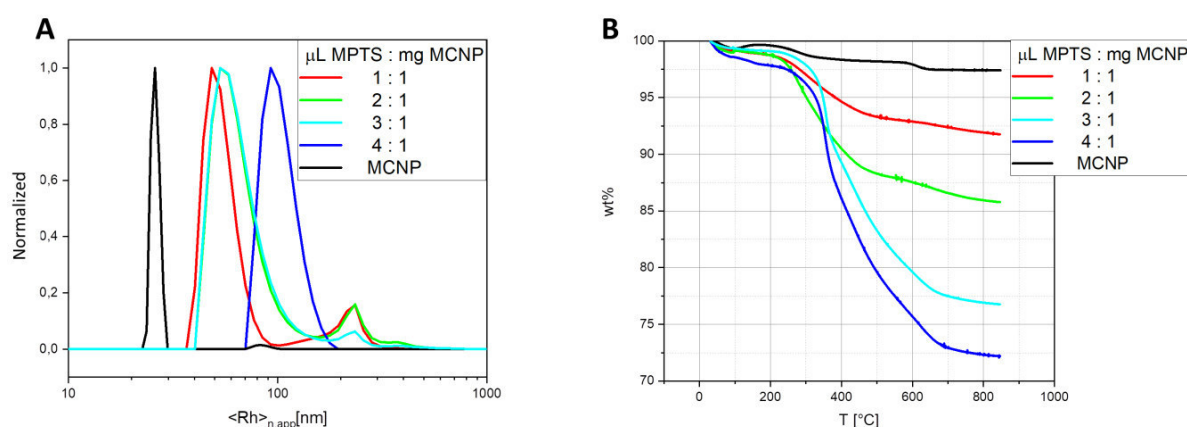 A
μL MPTS : mg MCNP
1 : 1
2 : 1
3 : 1
4 : 1
MCNP
1,0
0,8
0,6
0,4
0,2
0,0
Normalized
10
100
1000
<Rh>n,app[nm]
B
μL MPTS : mg MCNP
1 : 1
2 : 1
3 : 1
4 : 1
MCNP
100
95
90
85
80
75
70
wt%
0
200
400
600
800
1000
T [°C]